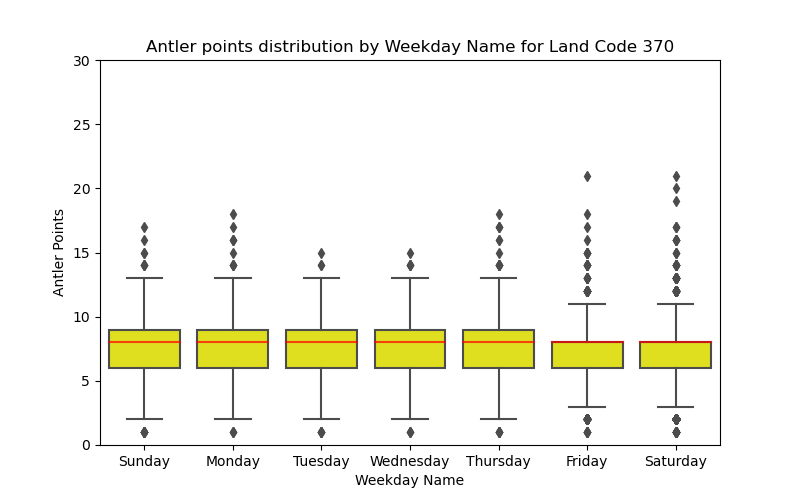 Antler points distribution by Weekday Name for Land Code 370
30
25
20
15
10
5
0
Antler Points
Sunday Monday Tuesday Wednesday Thursday Friday Saturday
Weekday Name